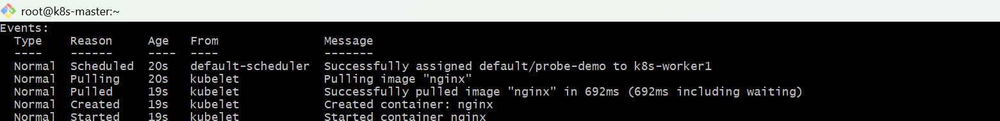 root@k8s-master:~
Events:
Type Reason Age From Message
---- ------ ---- ---- -------
Normal Scheduled 20s default-scheduler Successfully assigned default/probe-demo to k8s-worker1
Normal Pulling 20s kubelet Pulling image "nginx"
Normal Pulled 19s kubelet Successfully pulled image "nginx" in 692ms (692ms including waiting)
Normal Created 19s kubelet Created container: nginx
Normal Started 19s kubelet Started container nginx